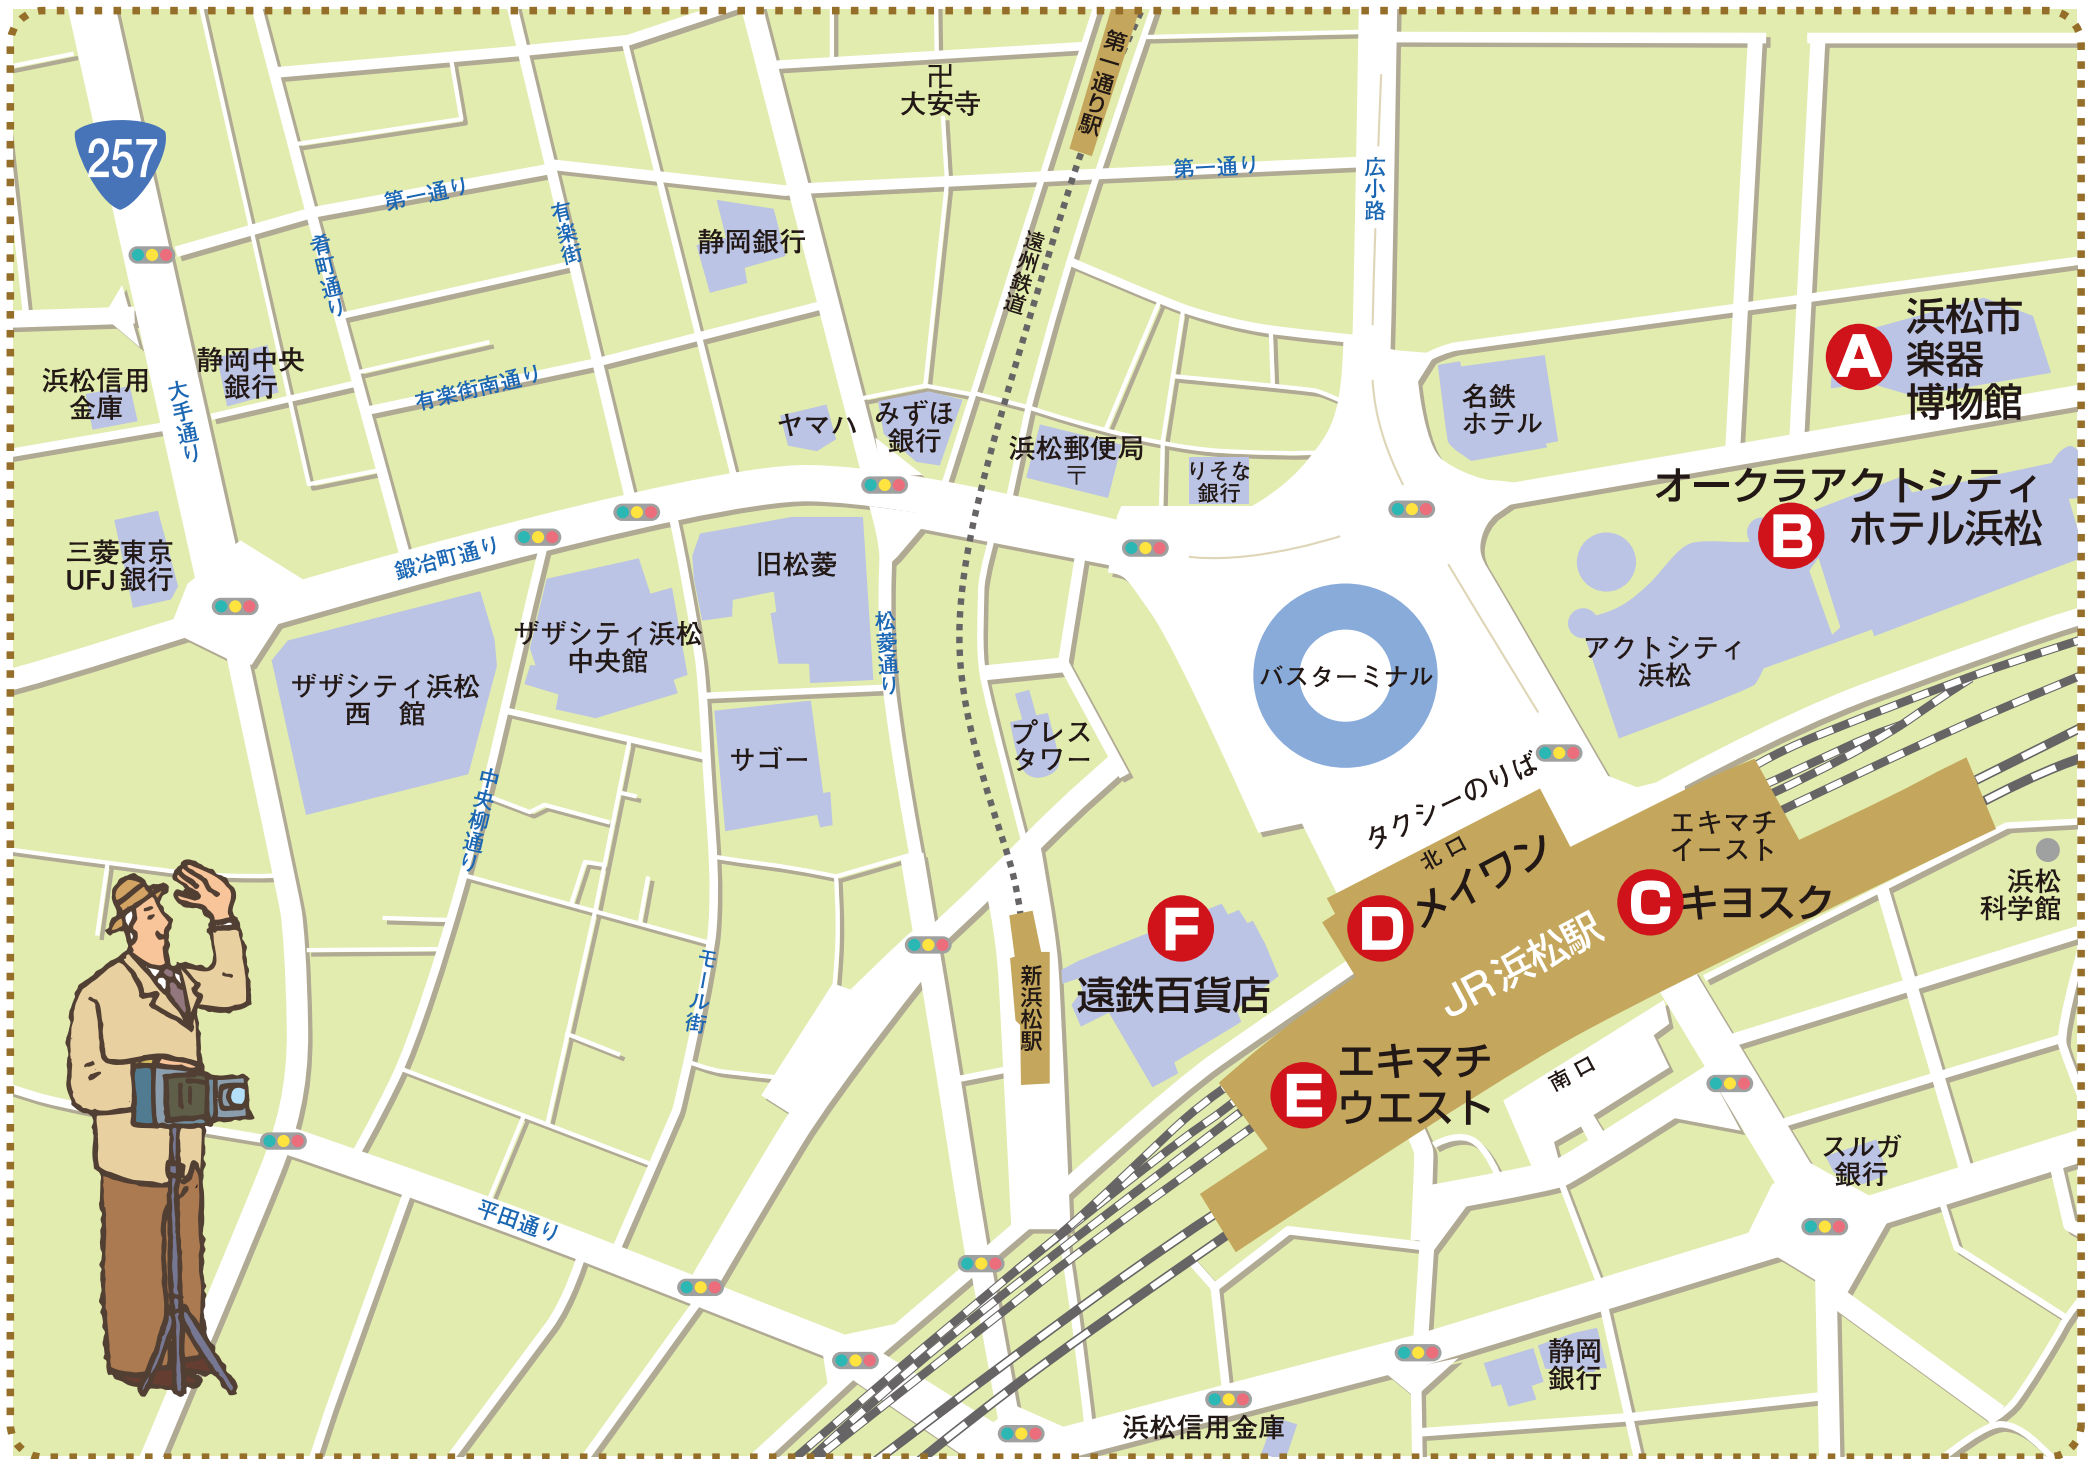 第一通り駅
卍
大安寺
257
第一通り
第一通り
広小路
有楽街
肴町通り
静岡銀行
遠州鉄道
浜松市
楽器
博物館
A
静岡中央
銀行
浜松信用
金庫
大手通り
有楽街南通り
ヤマハ
みずほ
銀行
浜松郵便局
〒
りそな
銀行
名鉄
ホテル
オークラアクトシティ
ホテル浜松
B
三菱東京
UFJ銀行
鍛冶町通り
旧松菱
ザザシティ浜松
中央館
松菱通り
ザザシティ浜松
西　館
バスターミナル
アクトシティ
浜松
サゴー
プレス
タワー
中央柳通り
タクシーのりば
北口
メイワン
D
エキマチ
イースト
C
キヨスク
浜松
科学館
JR浜松駅
F
遠鉄百貨店
モール街
新浜松駅
E
エキマチ
ウエスト
南口
スルガ
銀行
平田通り
静岡
銀行
浜松信用金庫